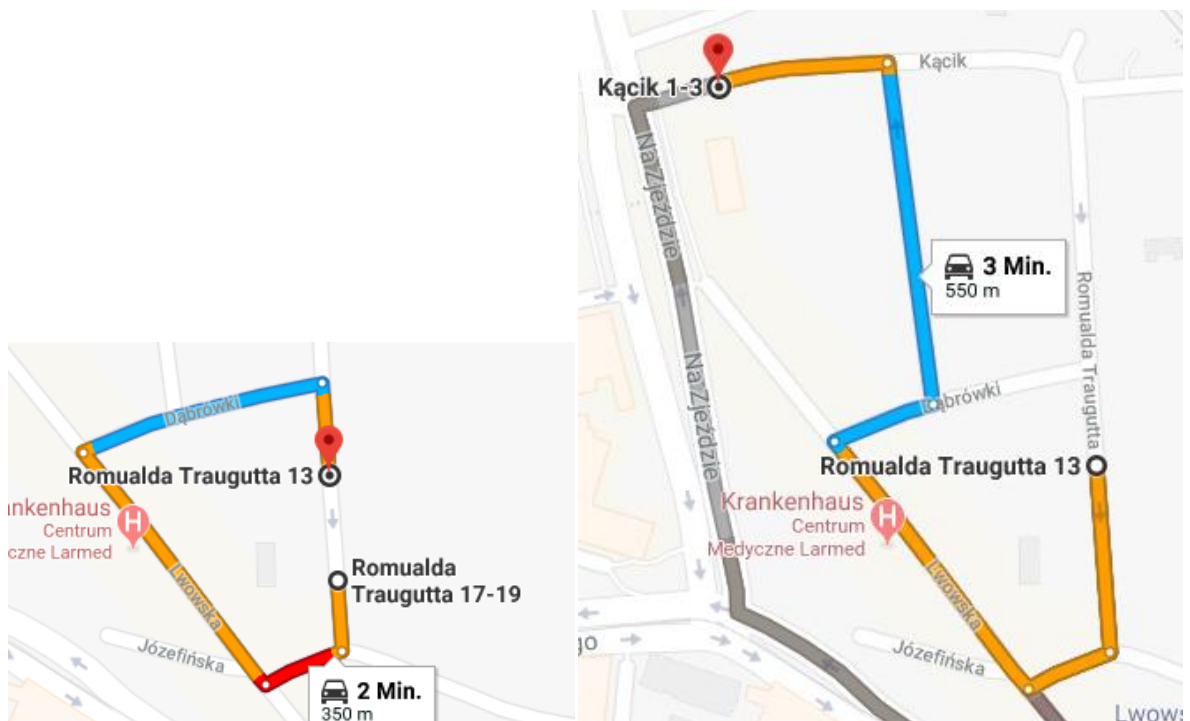 Dąbrówki
Romualda Traugutta 13
ankenhaus
Centrum
czne Larmed
H
Lwowska
Romualda
Traugutta 17-19
Józefińska
2 Min.
350 m
Kącik 1-3
Kącik
Na Zjeździe
3 Min.
550 m
Romualda Traugutta
Na Zjeździe
Dąbrówki
Romualda Traugutta 13
Krankenhaus
Centrum
Medyczne Larmed
H
Lwowska
go
Józefińska
Lwows